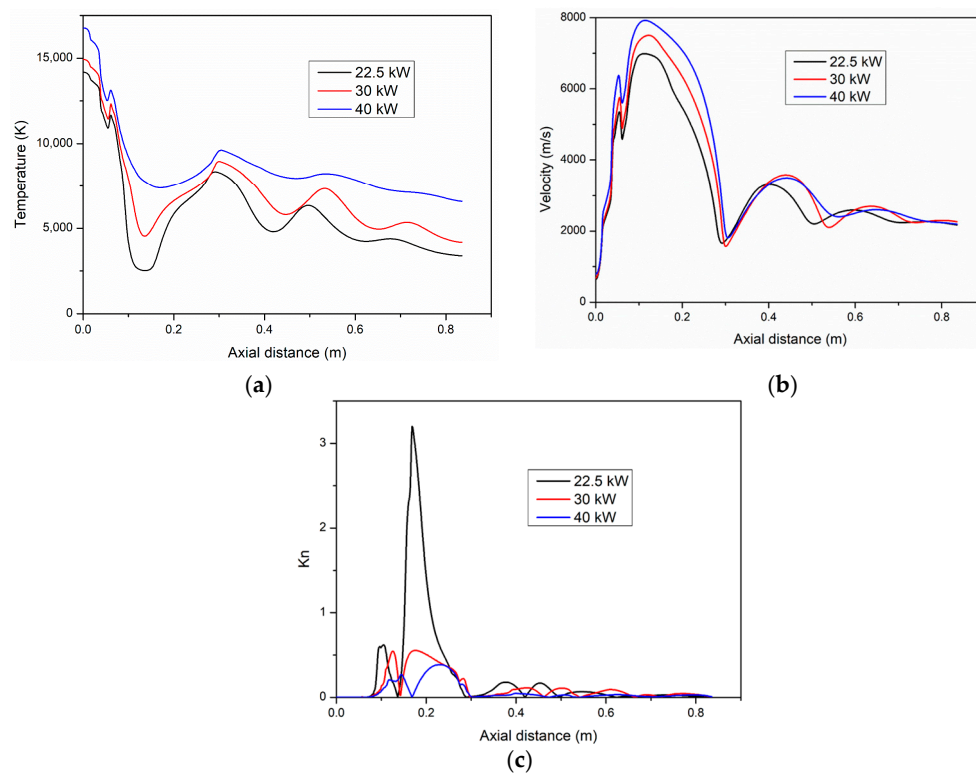 15,000
10,000
5,000
0
Temperature (K)
22.5 kW
30 kW
40 kW
0.0 0.2 0.4 0.6 0.8
Axial distance (m)
(a)
8000
6000
4000
2000
0
Velocity (m/s)
22.5 kW
30 kW
40 kW
0.0 0.2 0.4 0.6 0.8
Axial distance (m)
(b)
3
2
1
0
Kn
22.5 kW
30 kW
40 kW
0.0 0.2 0.4 0.6 0.8
Axial distance (m)
(c)